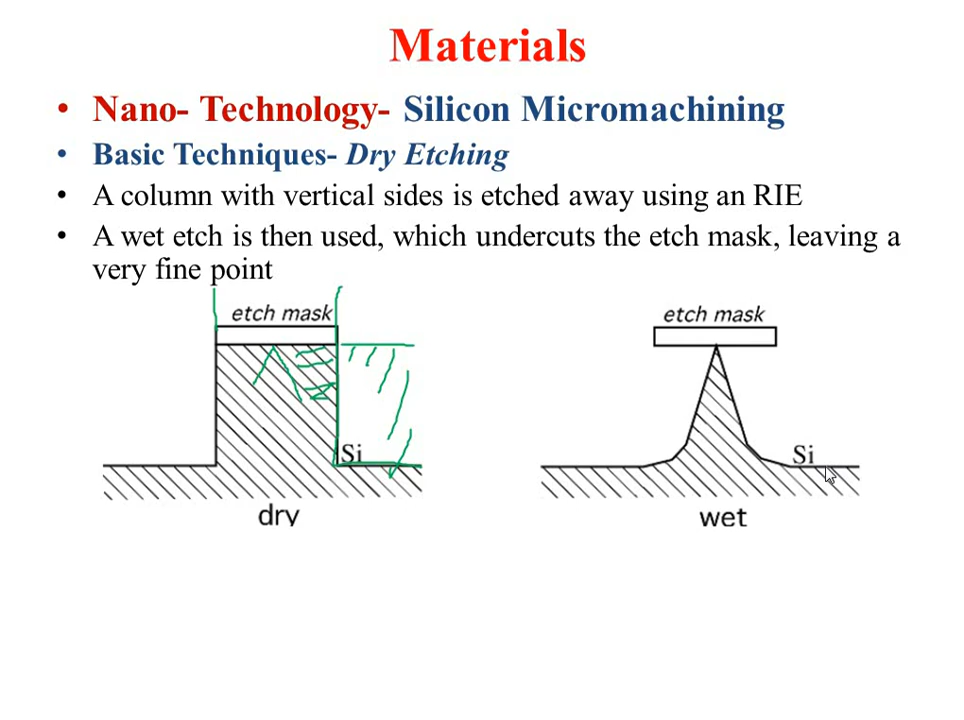 Materials
• Nano- Technology- Silicon Micromachining
• Basic Techniques- Dry Etching
• A column with vertical sides is etched away using an RIE
• A wet etch is then used, which undercuts the etch mask, leaving a
very fine point
etch mask
etch mask
Si
Si
dry
wet